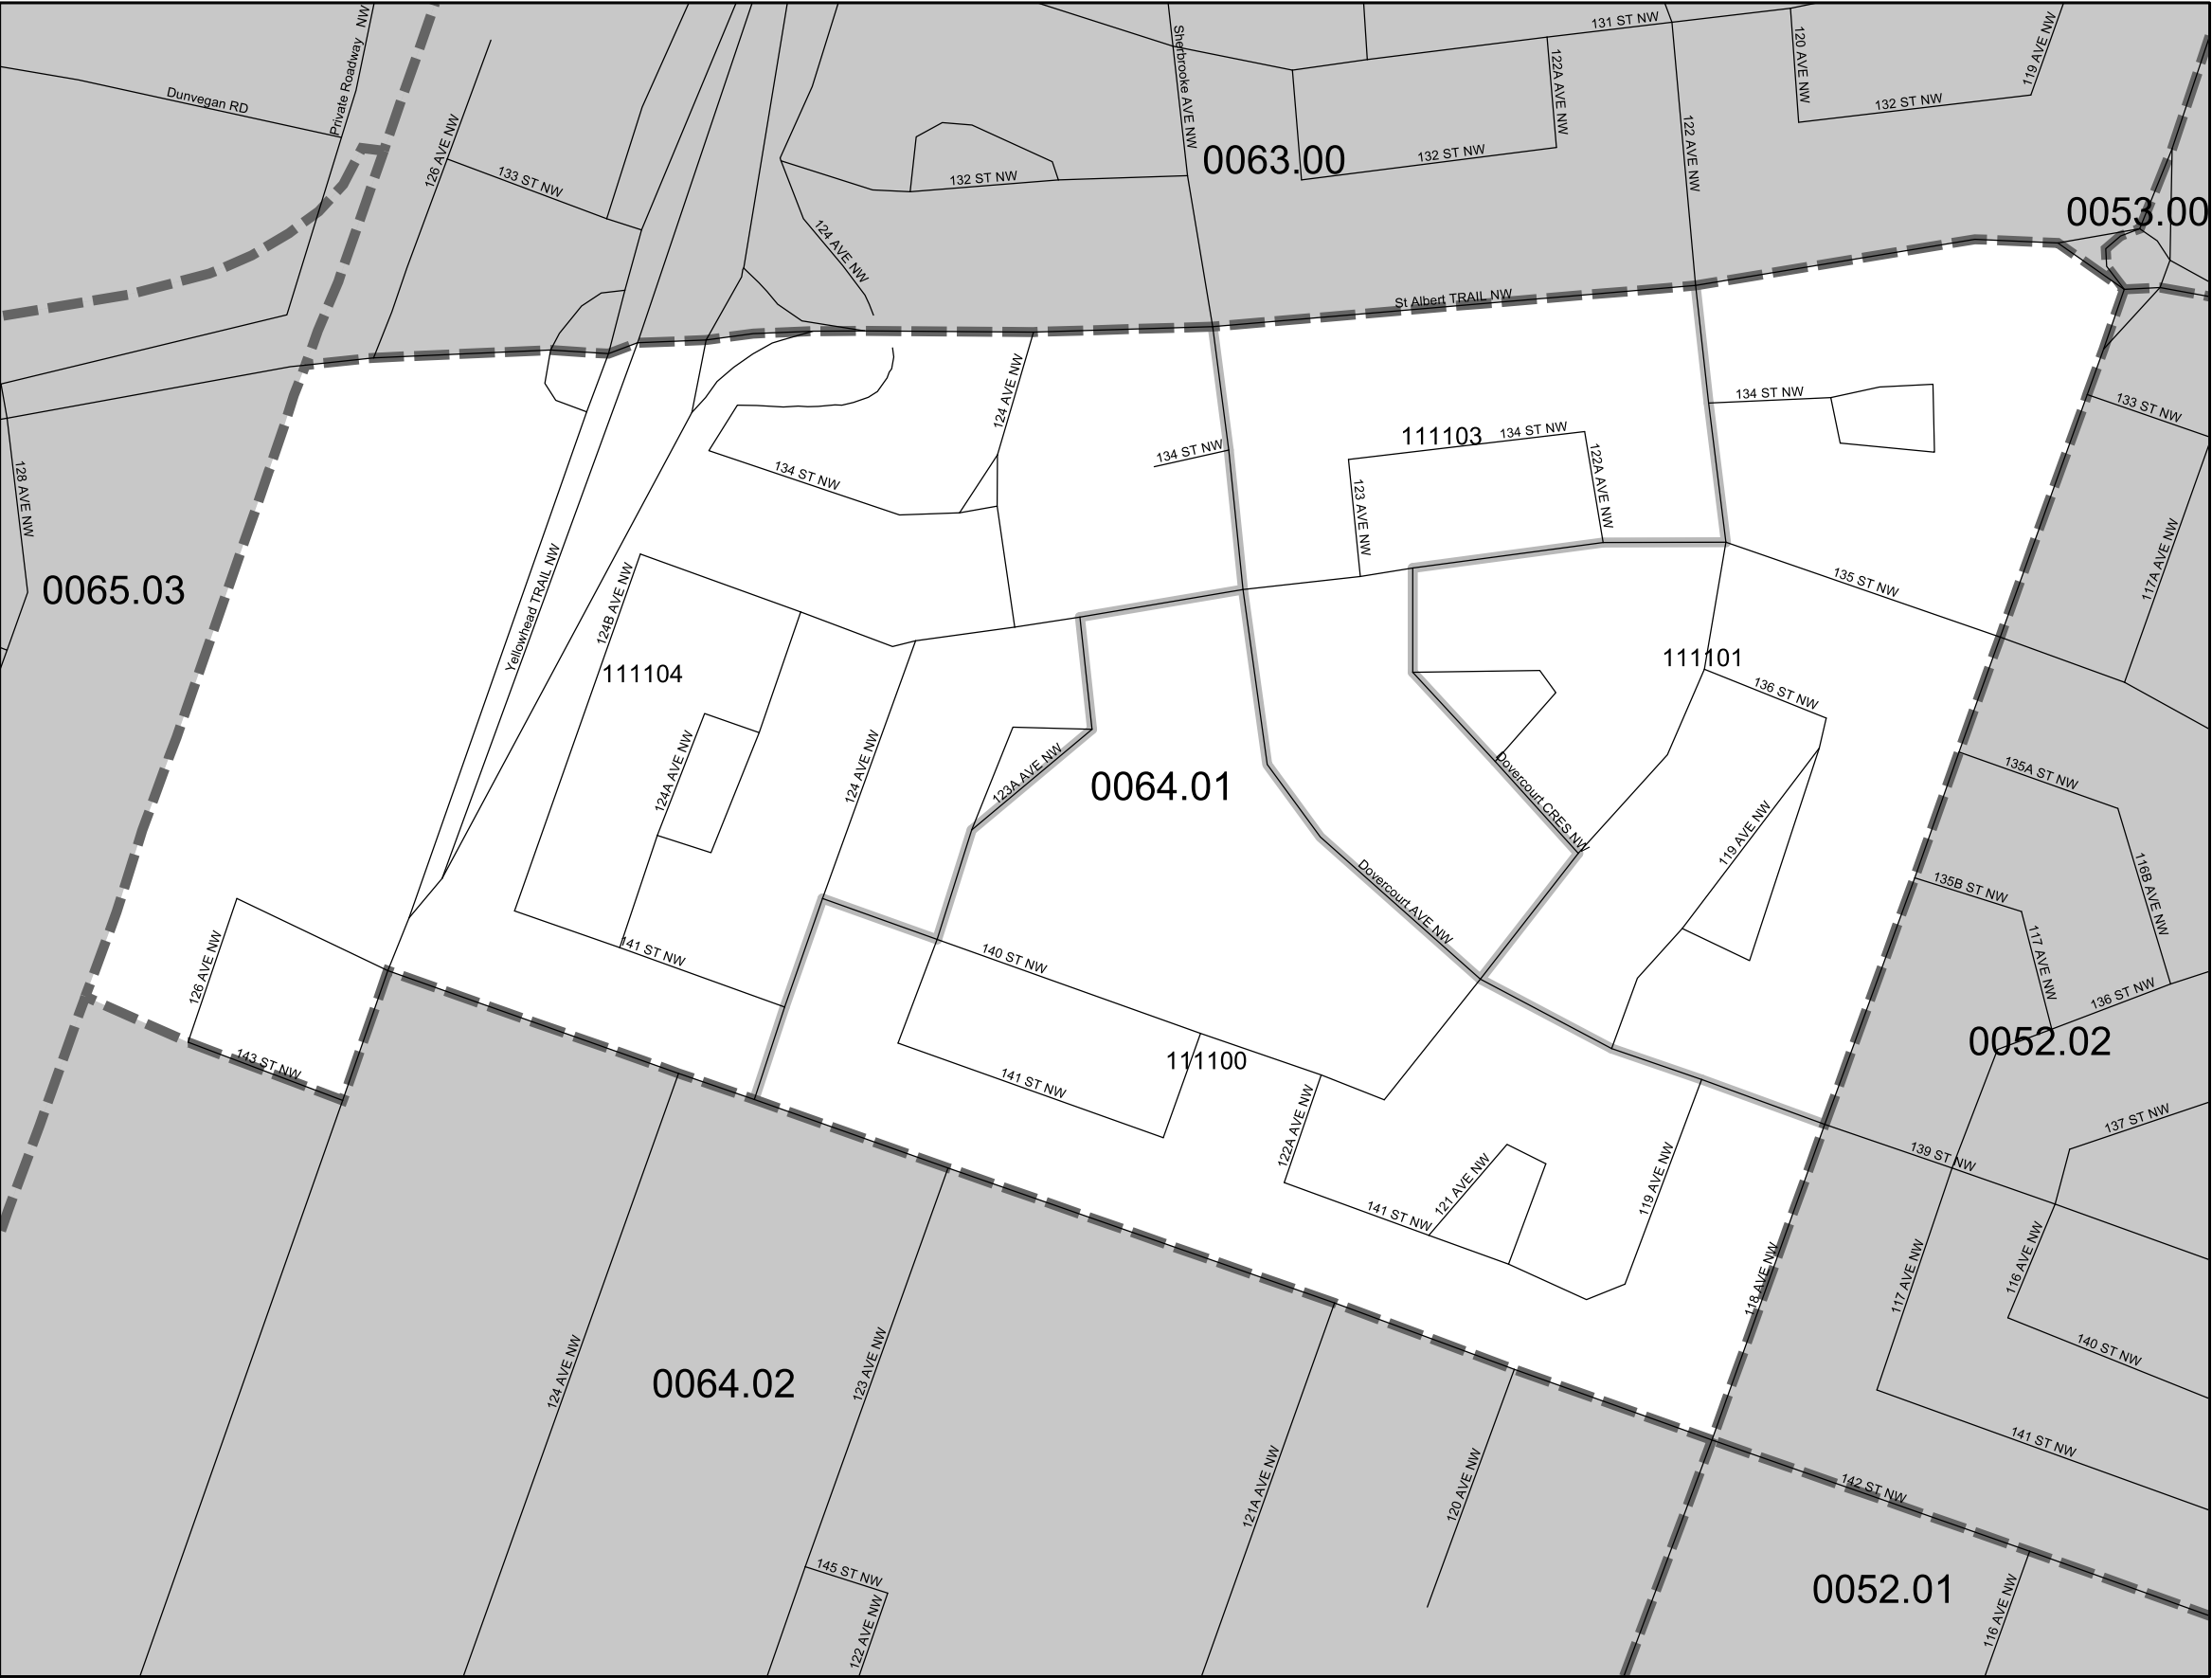 131 ST NW
Private Roadway NW
Sherbrooke AVE NW
122A AVE NW
120 AVE NW
119 AVE NW
Dunvegan RD
132 ST NW
126 AVE NW
122 AVE NW
132 ST NW
0063.00
133 ST NW
132 ST NW
0053.00
124 AVE NW
St Albert TRAIL NW
124 AVE NW
134 ST NW
133 ST NW
111103
134 ST NW
134 ST NW
134 ST NW
128 AVE NW
123 AVE NW
122A AVE NW
117A AVE NW
135 ST NW
0065.03
Yellowhead TRAIL NW
124B AVE NW
111104
111101
136 ST NW
124A AVE NW
124 AVE NW
123A AVE NW
0064.01
Dovercourt CRES NW
135A ST NW
119 AVE NW
116B AVE NW
135B ST NW
Dovercourt AVE NW
141 ST NW
140 ST NW
126 AVE NW
117 AVE NW
136 ST NW
0052.02
143 ST NW
111100
141 ST NW
122A AVE NW
137 ST NW
139 ST NW
121 AVE NW
119 AVE NW
141 ST NW
118 AVE NW
117 AVE NW
116 AVE NW
140 ST NW
124 AVE NW
0064.02
123 AVE NW
141 ST NW
121A AVE NW
120 AVE NW
142 ST NW
145 ST NW
0052.01
122 AVE NW
116 AVE NW